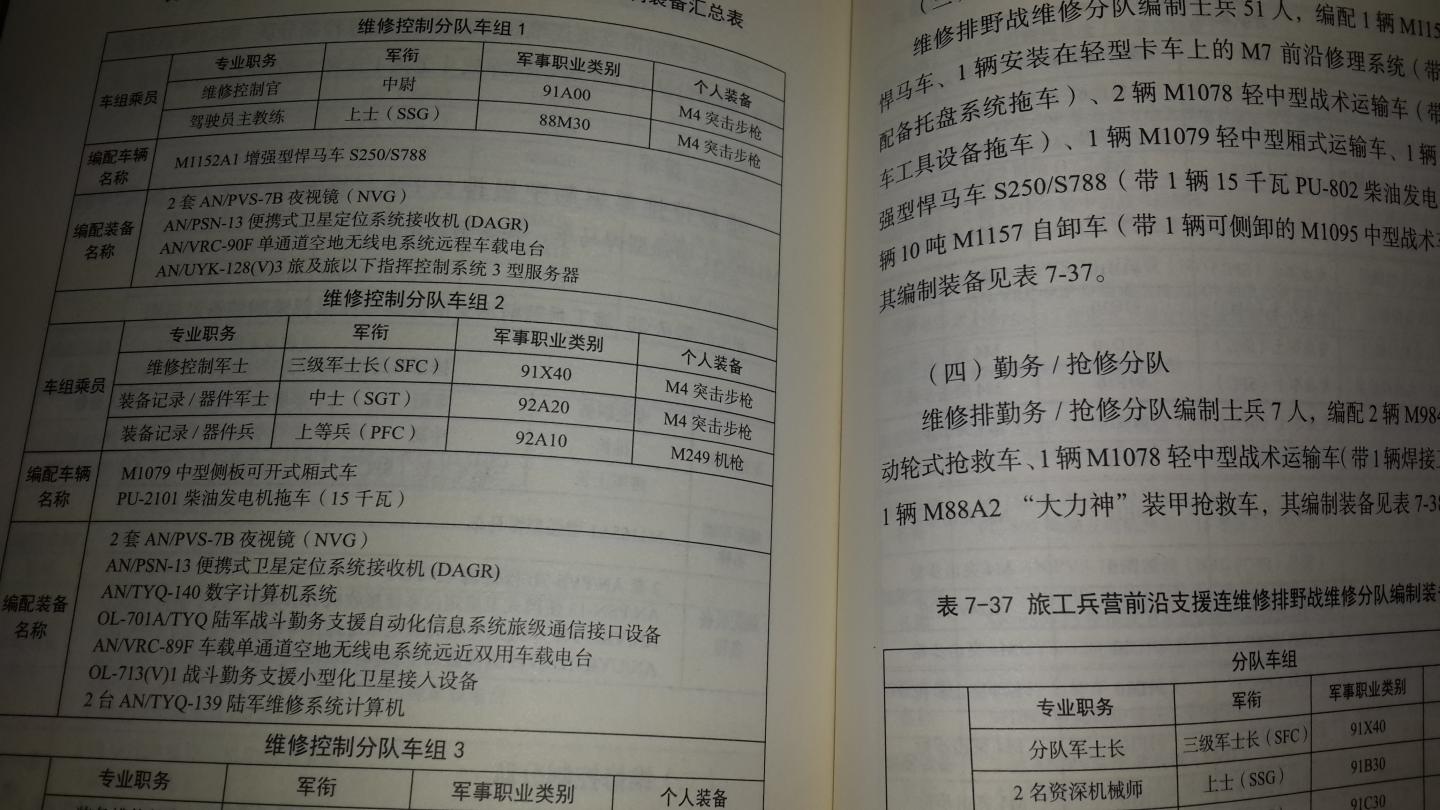 装备汇总表
维修控制分队车组 1
车组乘员
专业职务 军衔 军事职业类别 个人装备
维修控制官 中尉 91A00 M4 突击步枪
驾驶员主教练 上士（SSG） 88M30 M4 突击步枪
编配车辆名称
M1152A1 增强型悍马车 S250/S788
编配装备名称
2 套 AN/PVS-7B 夜视镜（NVG）
AN/PSN-13 便携式卫星定位系统接收机 (DAGR)
AN/VRC-90F 单通道空地无线电系统远程车载电台
AN/UYK-128(V)3 旅及旅以下指挥控制系统 3 型服务器
维修控制分队车组 2
车组乘员
专业职务 军衔 军事职业类别 个人装备
维修控制军士 三级军士长（SFC） 91X40 M4 突击步枪
装备记录 / 器件军士 中士（SGT） 92A20 M4 突击步枪
装备记录 / 器件兵 上等兵（PFC） 92A10 M249 机枪
编配车辆名称
M1079 中型侧板可开式厢式车
PU-2101 柴油发电机拖车（15 千瓦）
编配装备名称
2 套 AN/PVS-7B 夜视镜（NVG）
AN/PSN-13 便携式卫星定位系统接收机 (DAGR)
AN/TYQ-140 数字计算机系统
OL-701A/TYQ 陆军战斗勤务支援自动化信息系统旅级通信接口设备
AN/VRC-89F 车载单通道空地无线电系统远近双用车载电台
OL-713(V)1 战斗勤务支援小型化卫星接入设备
2 台 AN/TYQ-139 陆军维修系统计算机
维修控制分队车组 3
专业职务 军衔 军事职业类别 个人装备
维修排野战维修分队编制士兵 51 人，编配 1 辆 M115
悍马车、1 辆安装在轻型卡车上的 M7 前沿修理系统（带
配备托盘系统拖车）、2 辆 M1078 轻中型战术运输车（带
车工具设备拖车）、1 辆 M1079 轻中型厢式运输车、1 辆
强型悍马车 S250/S788（带 1 辆 15 千瓦 PU-802 柴油发电
辆 10 吨 M1157 自卸车（带 1 辆可侧卸的 M1095 中型战术
其编制装备见表 7-37。
（四）勤务 / 抢修分队
维修排勤务 / 抢修分队编制士兵 7 人，编配 2 辆 M984
动轮式抢救车、1 辆 M1078 轻中型战术运输车（带 1 辆焊接
1 辆 M88A2 “大力神”装甲抢救车，其编制装备见表 7-38
表 7-37 旅工兵营前沿支援连维修排野战维修分队编制装备
分队车组
专业职务 军衔 军事职业类别
分队军士长 三级军士长（SFC） 91X40
2 名资深机械师 上士（SSG） 91B30
91C30